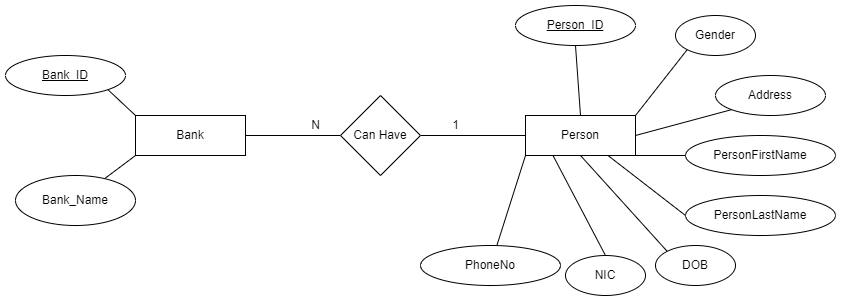 Person_ID
Gender
Bank_ID
Address
Bank
N
Can Have
1
Person
PersonFirstName
Bank_Name
PersonLastName
PhoneNo
NIC
DOB